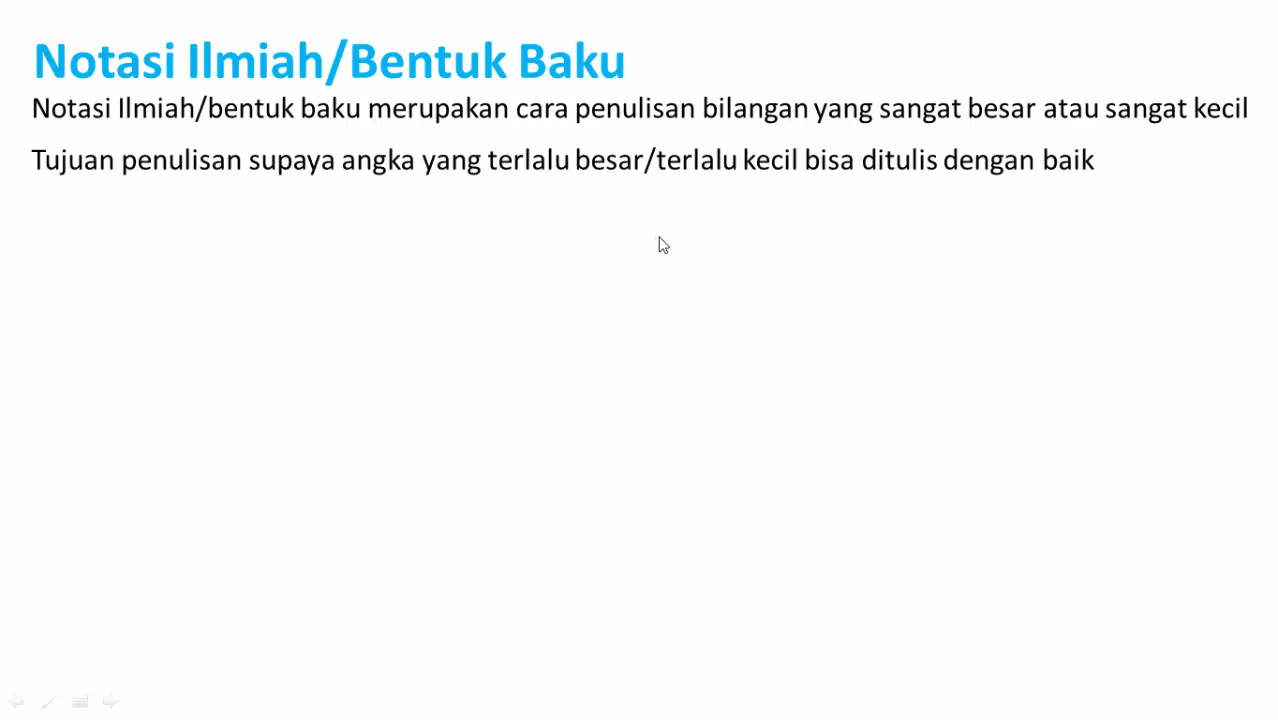 Notasi Ilmiah/Bentuk Baku
Notasi Ilmiah/bentuk baku merupakan cara penulisan bilangan yang sangat besar atau sangat kecil
Tujuan penulisan supaya angka yang terlalu besar/terlalu kecil bisa ditulis dengan baik